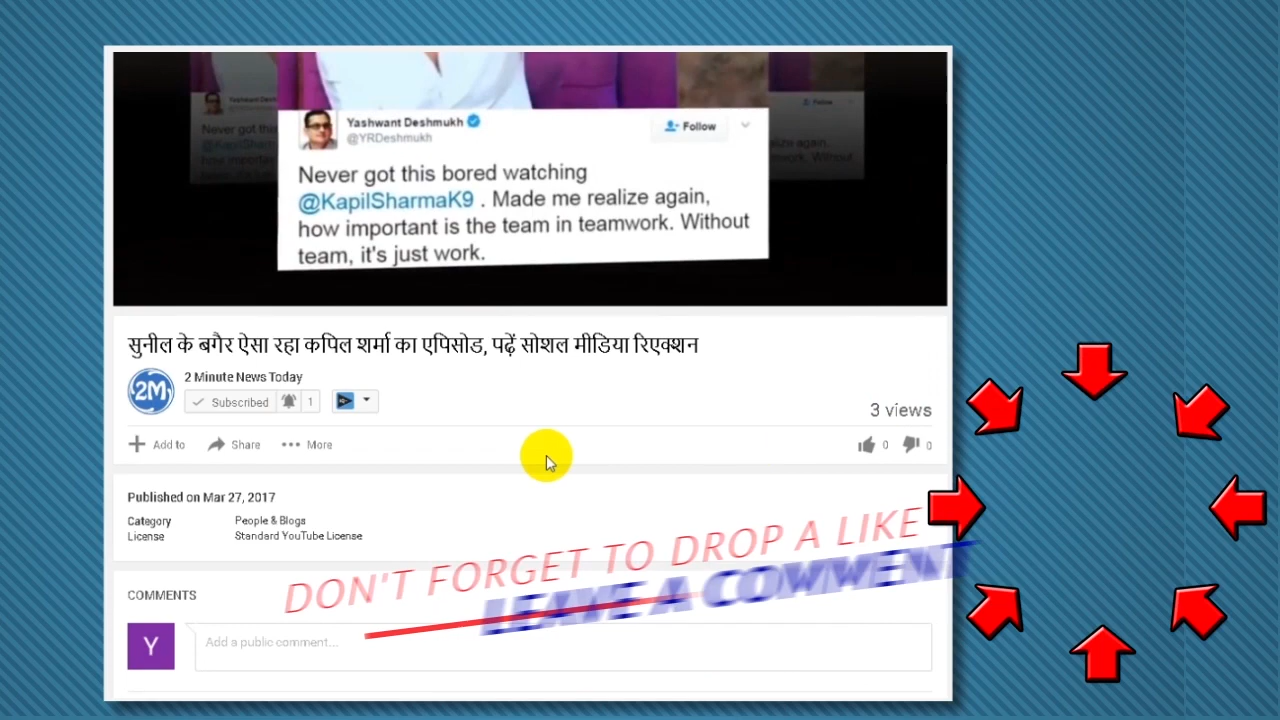 Yashwant Deshmukh
@YRDeshmukh
Follow
Never got this bored watching
@KapilSharmaK9 . Made me realize again,
how important is the team in teamwork. Without
team, it's just work.
सुनील के बगैर ऐसा रहा कपिल शर्मा का एपिसोड, पढ़ें सोशल मीडिया रिएक्शन
2M
2 Minute News Today
Subscribed 1
3 views
Add to Share More 0 0
Published on Mar 27, 2017
Category People & Blogs
License Standard YouTube License
DON'T FORGET TO DROP A LIKE
LEAVE A COMMENT
COMMENTS
Y
Add a public comment...